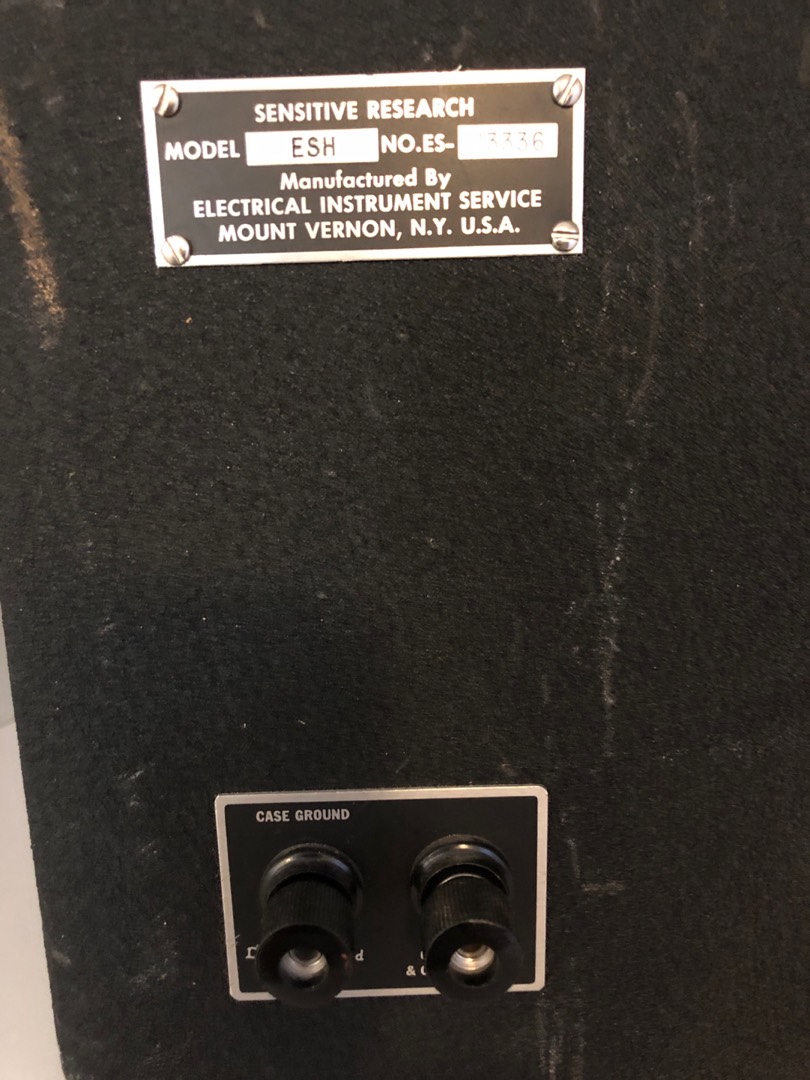 SENSITIVE RESEARCH
MODEL ESH NO.ES-
Manufactured By
ELECTRICAL INSTRUMENT SERVICE
MOUNT VERNON, N.Y. U.S.A.
CASE GROUND
&